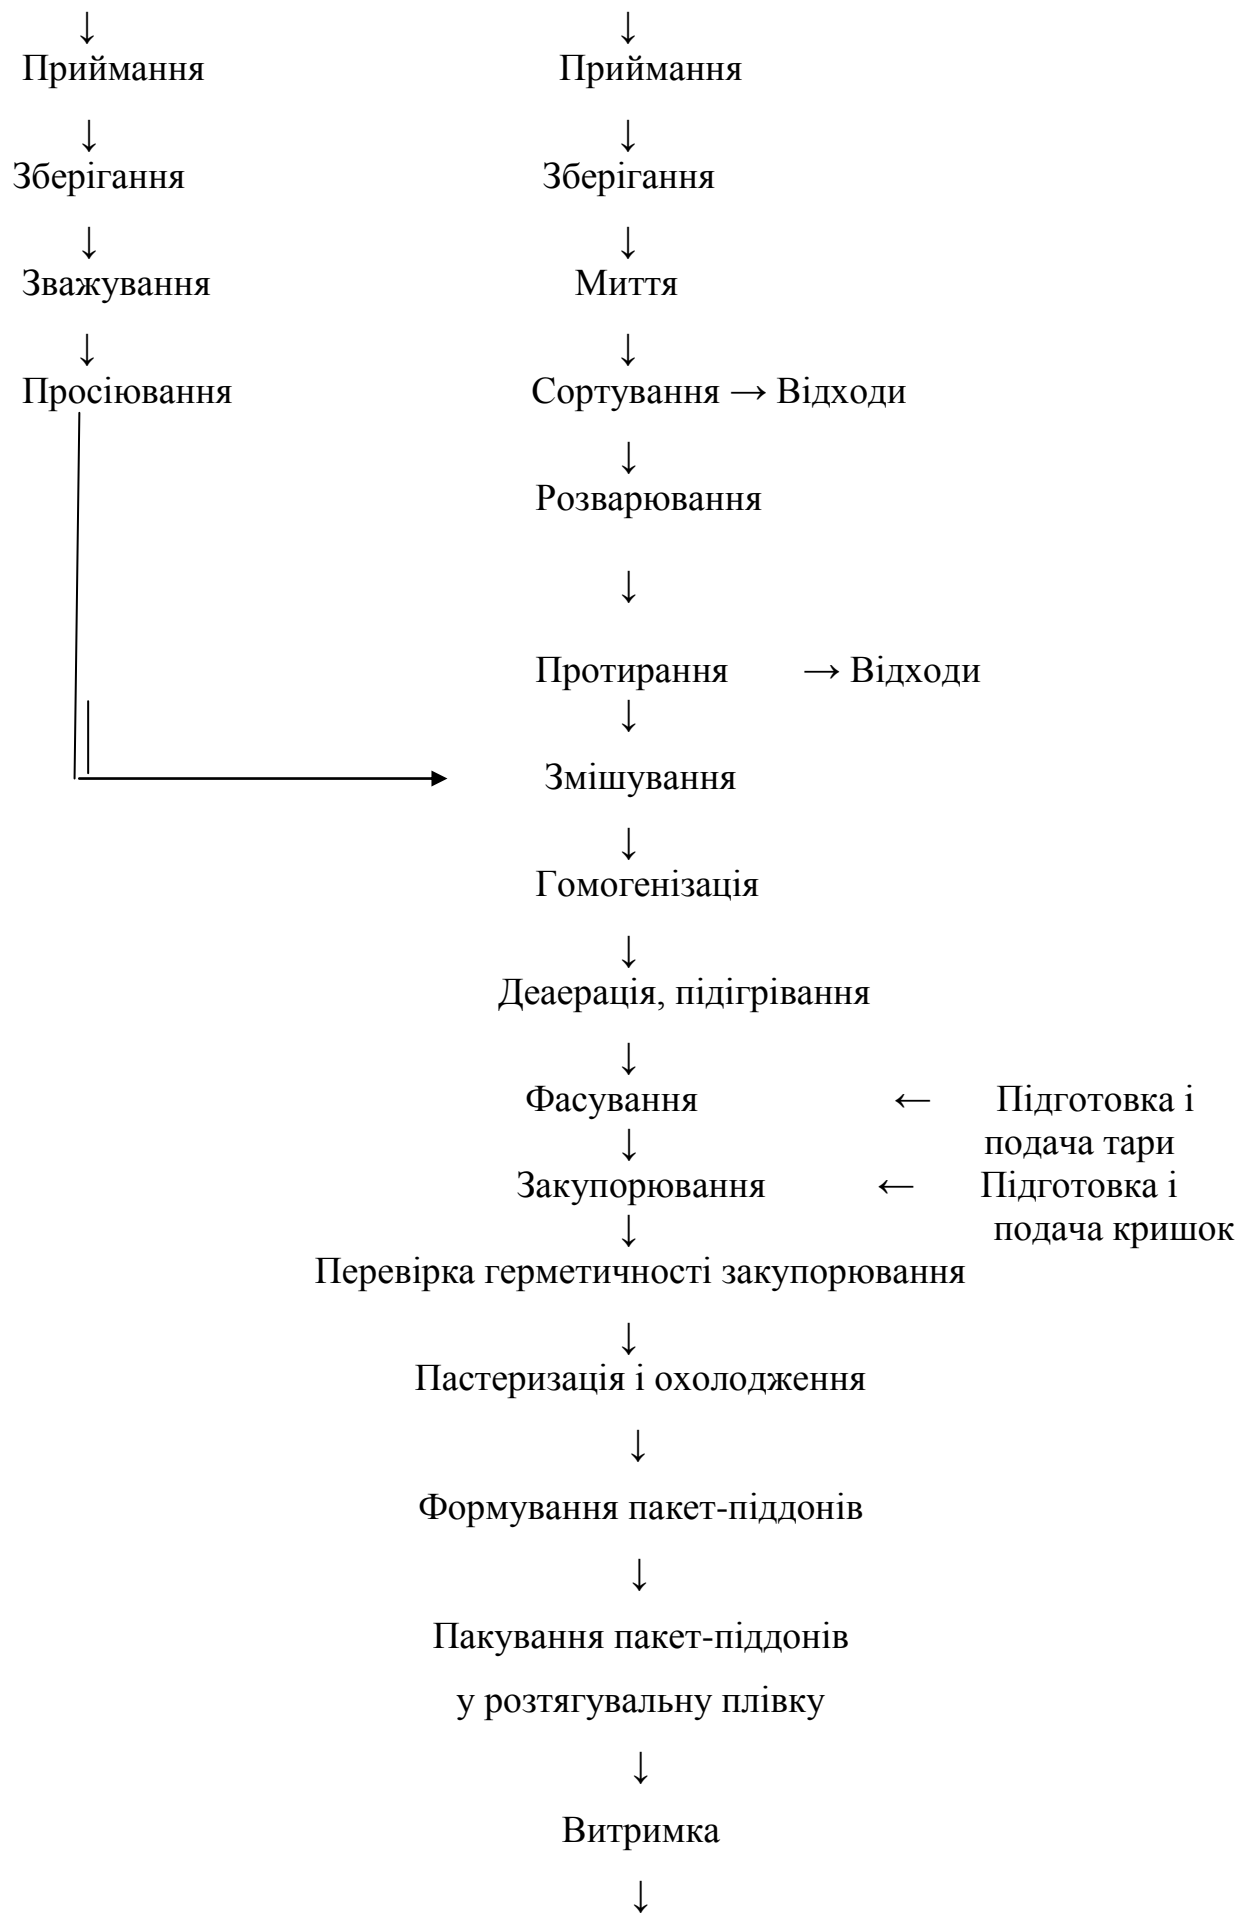 ↓ ↓
Приймання Приймання
↓ ↓
Зберігання Зберігання
↓ ↓
Зважування Миття
↓ ↓
Просіювання Сортування → Відходи
↓
Розварювання
↓
Протирання → Відходи
↓
Змішування
↓
Гомогенізація
↓
Деаерація, підігрівання
↓
Фасування ← Підготовка і
↓ подача тари
Закупорювання ← Підготовка і
↓ подача кришок
Перевірка герметичності закупорювання
↓
Пастеризація і охолодження
↓
Формування пакет-піддонів
↓
Пакування пакет-піддонів
у розтягувальну плівку
↓
Витримка
↓